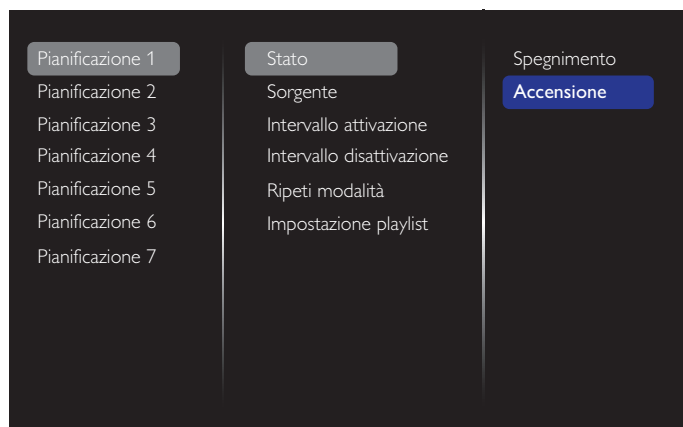 Pianificazione 1
Pianificazione 2
Pianificazione 3
Pianificazione 4
Pianificazione 5
Pianificazione 6
Pianificazione 7
Stato
Sorgente
Intervallo attivazione
Intervallo disattivazione
Ripeti modalità
Impostazione playlist
Spegnimento
Accensione